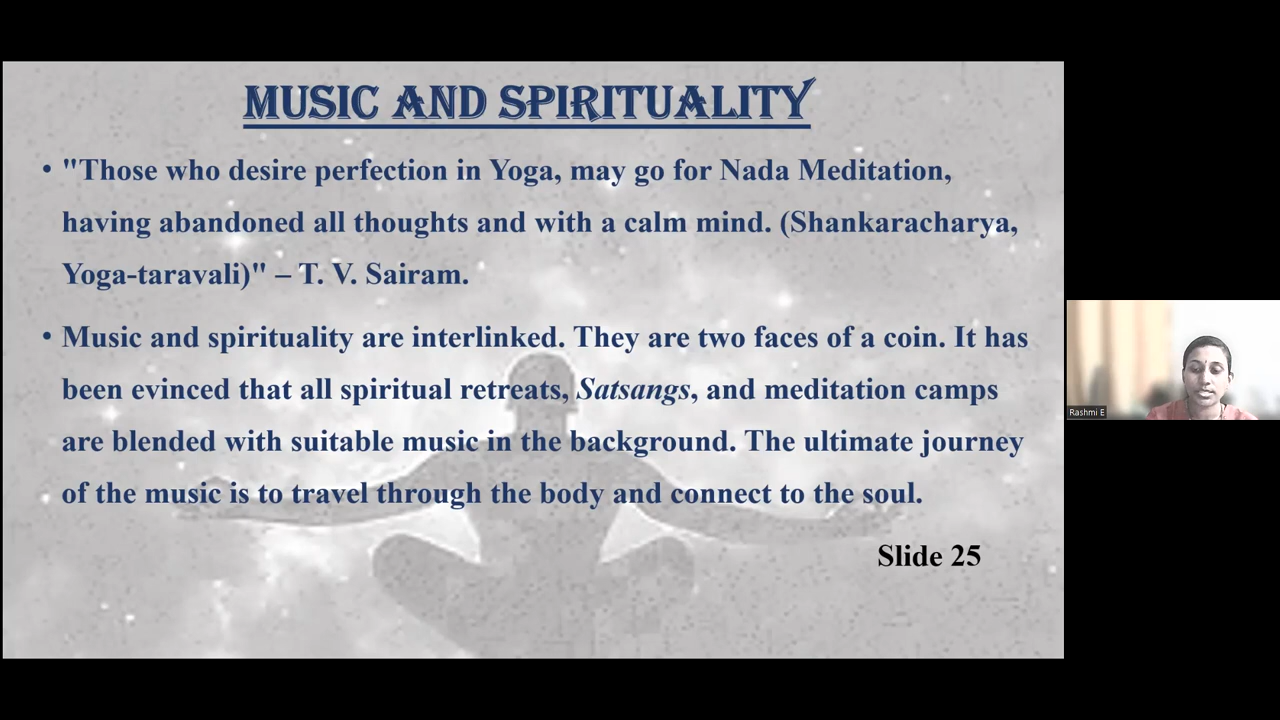 MUSIC AND SPIRITUALITY
• "Those who desire perfection in Yoga, may go for Nada Meditation,
having abandoned all thoughts and with a calm mind. (Shankaracharya,
Yoga-taravali)" – T. V. Sairam.
• Music and spirituality are interlinked. They are two faces of a coin. It has
been evinced that all spiritual retreats, Satsangs, and meditation camps
are blended with suitable music in the background. The ultimate journey
of the music is to travel through the body and connect to the soul.
Slide 25
Rashmi E